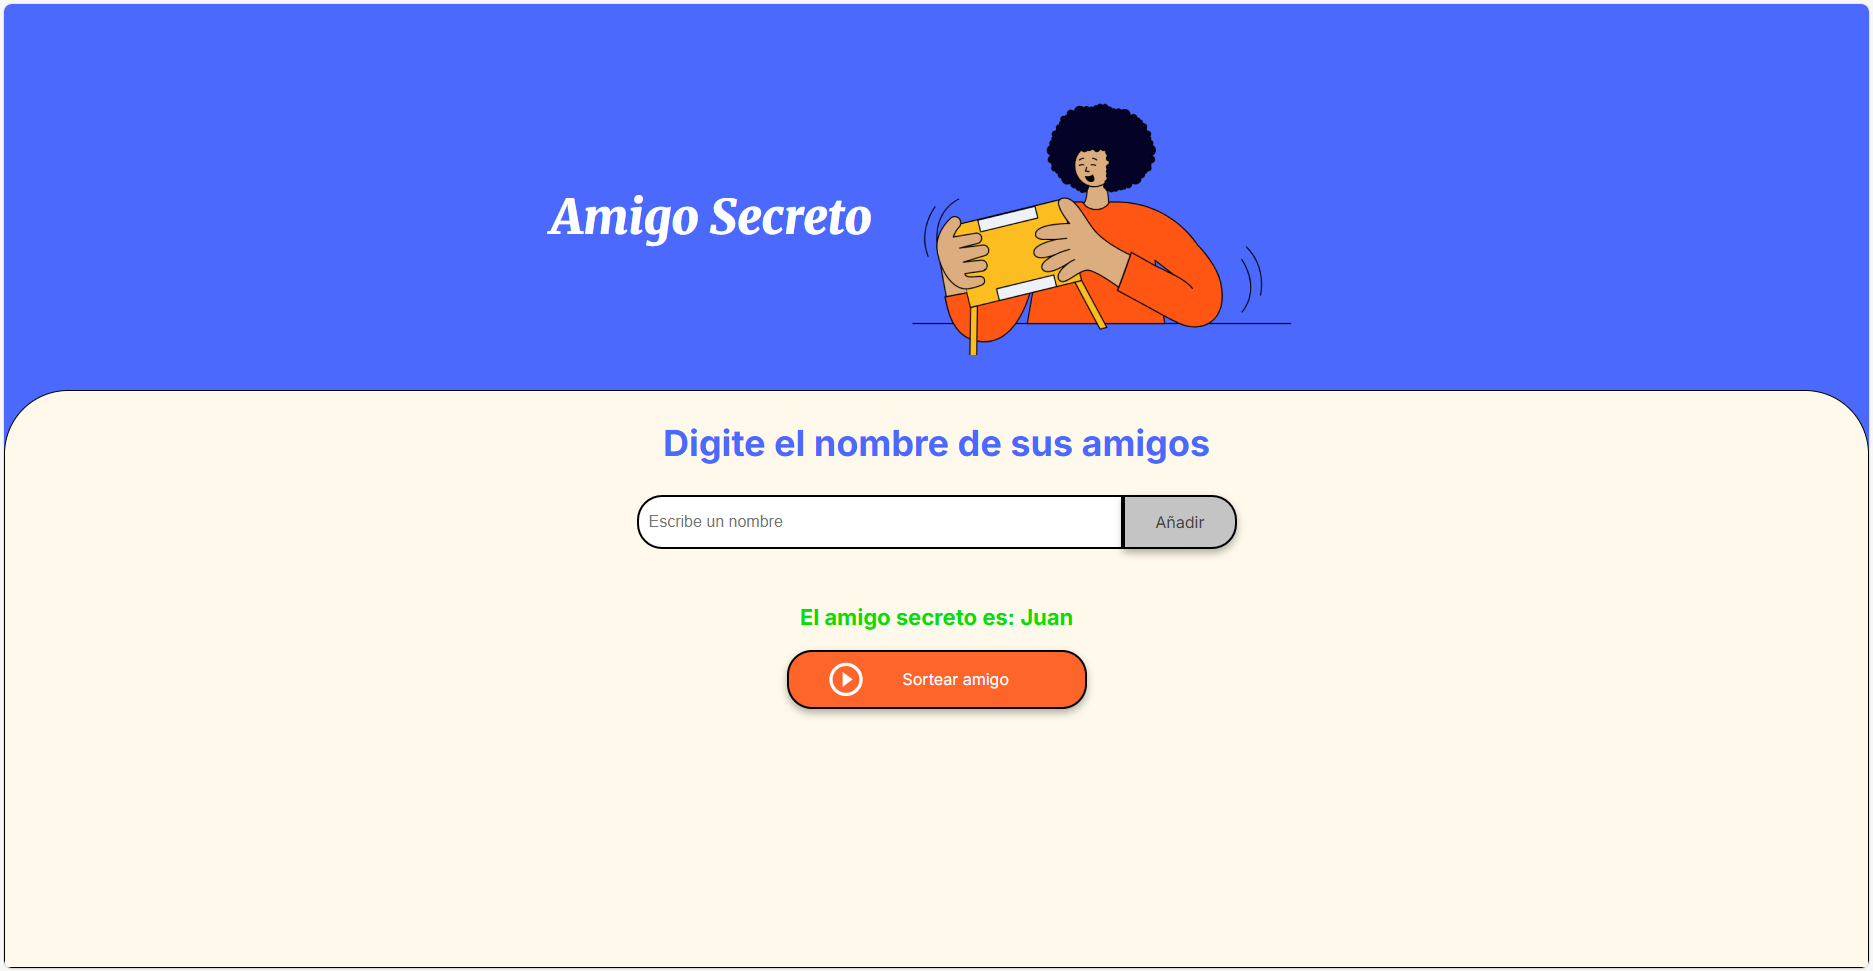 Amigo Secreto
Digite el nombre de sus amigos
Escribe un nombre
Añadir
El amigo secreto es: Juan
Sortear amigo